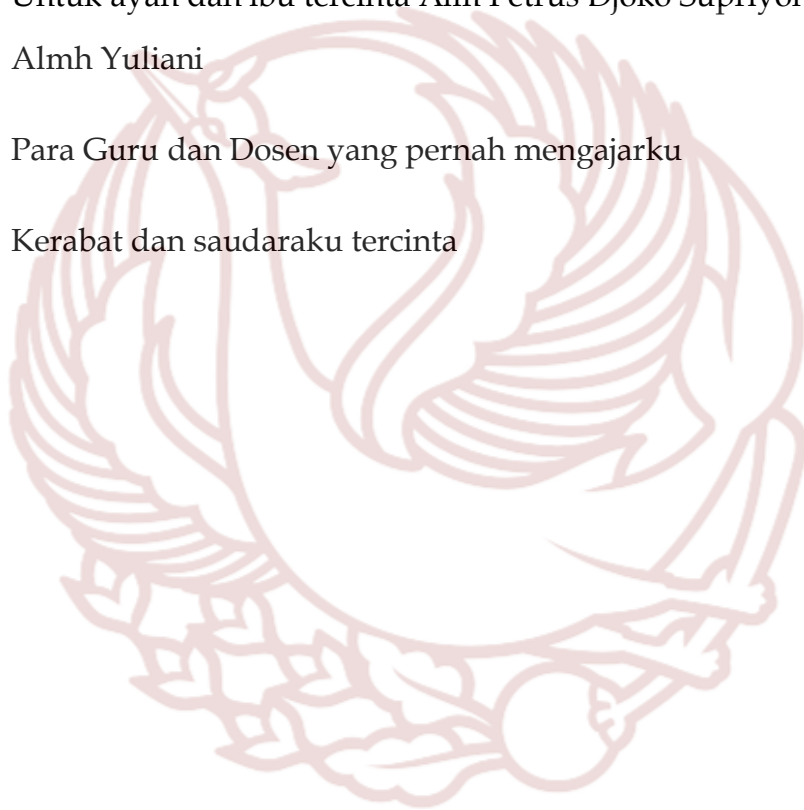 Untuk ayah dan ibu tercinta Alm Petrus Djoko
Almh Yuliani
Para Guru dan Dosen yang pernah mengajarku
Kerabat dan saudaraku tercinta